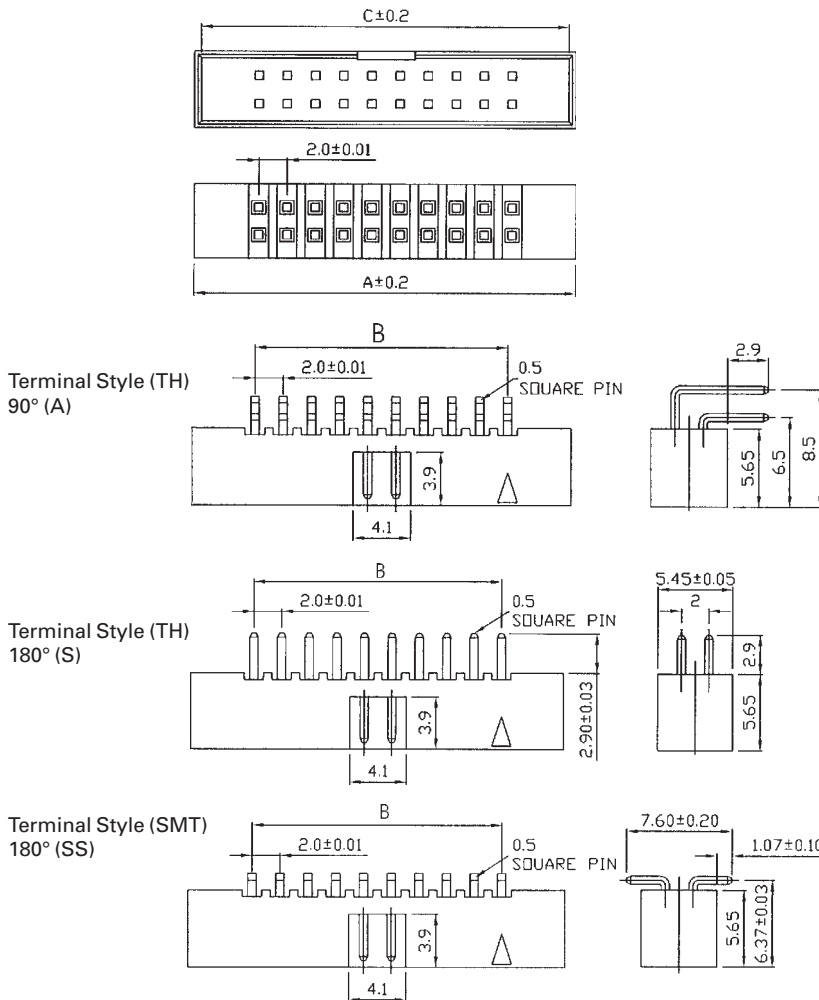 C±0.2
2.0±0.01
A±0.2
Terminal Style (TH)
90° (A)
B
2.0±0.01
0.5
SQUARE PIN
3.9
4.1
2.9
5.65
6.5
8.5
Terminal Style (TH)
180° (S)
B
2.0±0.01
0.5
SQUARE PIN
3.9
4.1
2.90±0.03
5.45±0.05
2
2.9
5.65
Terminal Style (SMT)
180° (SS)
B
2.0±0.01
0.5
SQUARE PIN
3.9
4.1
7.60±0.20
1.07±0.10
5.65
6.37±0.03